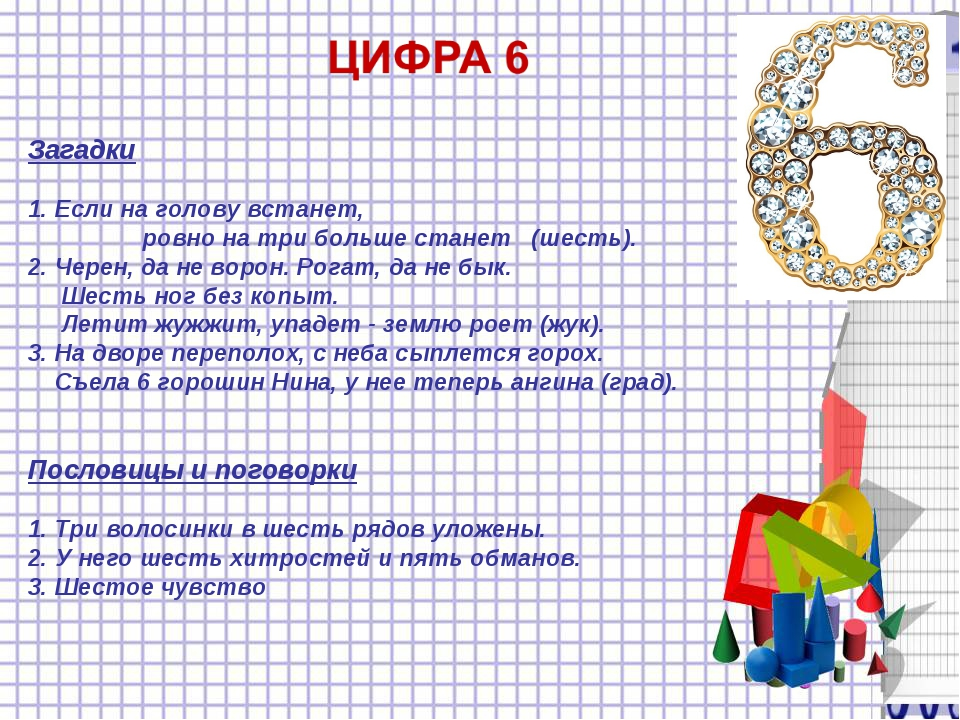 ЦИФРА 6
6
Загадки
1. Если на голову встанет,
ровно на три больше станет (шесть).
2. Черен, да не ворон. Рогат, да не бык.
Шесть ног без копыт.
Летит жужжит, упадет - землю роет (жук).
3. На дворе переполох, с неба сыплется горох.
Съела 6 горошин Нина, у нее теперь ангина (град).
Пословицы и поговорки
1. Три волосинки в шесть рядов уложены.
2. У него шесть хитростей и пять обманов.
3. Шестое чувство